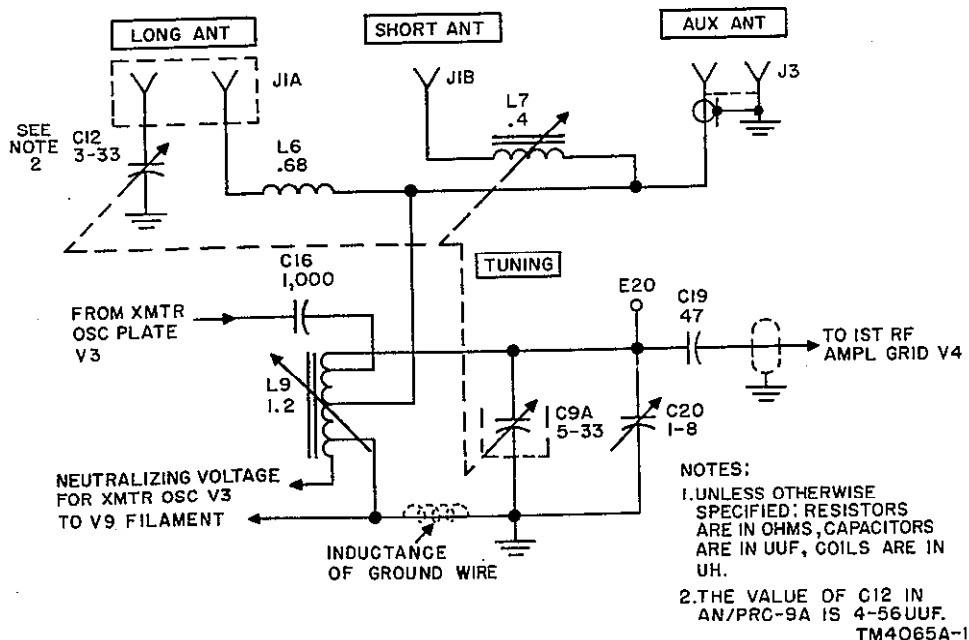 LONG ANT
SHORT ANT
AUX ANT
J1A
J1B
J3
SEE
NOTE
2
C12
3-33
L6
.68
L7
.4
TUNING
C16
1,000
E20
C19
47
FROM XMTR
OSC PLATE
V3
TO 1ST RF
AMPL GRID V4
L9
1.2
C9A
5-33
C20
1-8
NEUTRALIZING VOLTAGE
FOR XMTR OSC V3
TO V9 FILAMENT
INDUCTANCE
OF GROUND WIRE
NOTES:
1.UNLESS OTHERWISE
SPECIFIED: RESISTORS
ARE IN OHMS, CAPACITORS
ARE IN UUF, COILS ARE IN
UH.
2.THE VALUE OF C12 IN
AN/PRC-9A IS 4-56UUF.
TM4065A-1